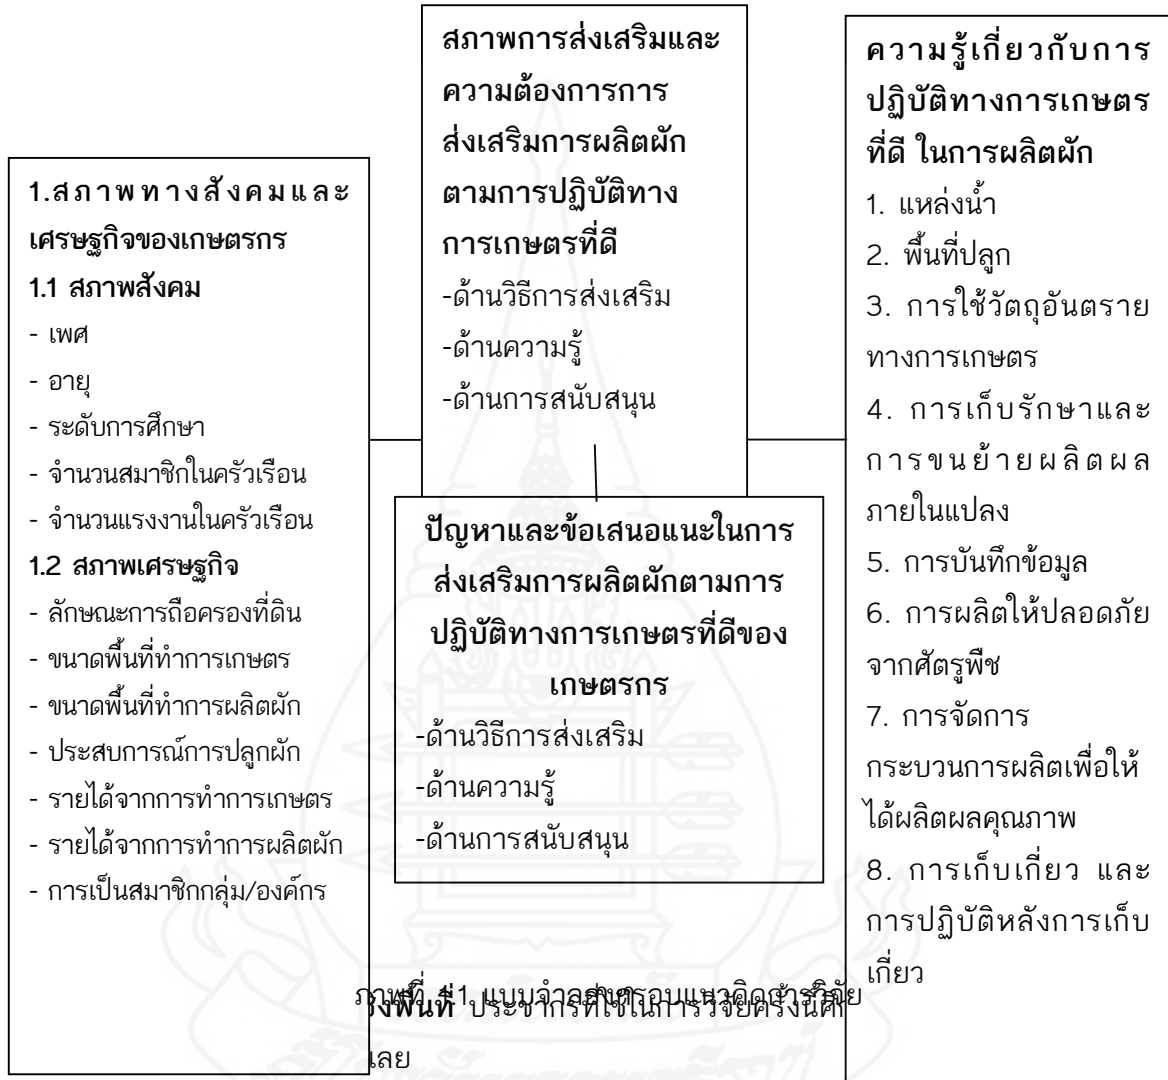 สภาพการส่งเสริมและ
ความต้องการการ
ส่งเสริมการผลิตผัก
ตามการปฏิบัติทาง
การเกษตรที่ดี
-ด้านวิธีการส่งเสริม
-ด้านความรู้
-ด้านการสนับสนุน
ความรู้เกี่ยวกับการ
ปฏิบัติทางการเกษตร
ที่ดี ในการผลิตผัก
1. แหล่งน้ำ
2. พื้นที่ปลูก
3. การใช้วัตถุอันตราย
ทางการเกษตร
4. การเก็บรักษาและ
การขนย้ายผลิตผล
ภายในแปลง
5. การบันทึกข้อมูล
6. การผลิตให้ปลอดภัย
จากศัตรูพืช
7. การจัดการ
กระบวนการผลิตเพื่อให้
ได้ผลิตผลคุณภาพ
8. การเก็บเกี่ยว และ
การปฏิบัติหลังการเก็บ
เกี่ยว
1.สภาพทางสังคมและ
เศรษฐกิจของเกษตรกร
1.1 สภาพสังคม
- เพศ
- อายุ
- ระดับการศึกษา
- จำนวนสมาชิกในครัวเรือน
- จำนวนแรงงานในครัวเรือน
1.2 สภาพเศรษฐกิจ
- ลักษณะการถือครองที่ดิน
- ขนาดพื้นที่ทำการเกษตร
- ขนาดพื้นที่ทำการผลิตผัก
- ประสบการณ์การปลูกผัก
- รายได้จากการทำการเกษตร
- รายได้จากการทำการผลิตผัก
- การเป็นสมาชิกกลุ่ม/องค์กร
ปัญหาและข้อเสนอแนะในการ
ส่งเสริมการผลิตผักตามการ
ปฏิบัติทางการเกษตรที่ดีของ
เกษตรกร
-ด้านวิธีการส่งเสริม
-ด้านความรู้
-ด้านการสนับสนุน
ภาพที่ 1.1 แบบจำลองกรอบแนวคิดการวิจัย
ประชากรที่ใช้ในการวิจัยครั้งนี้
เลย